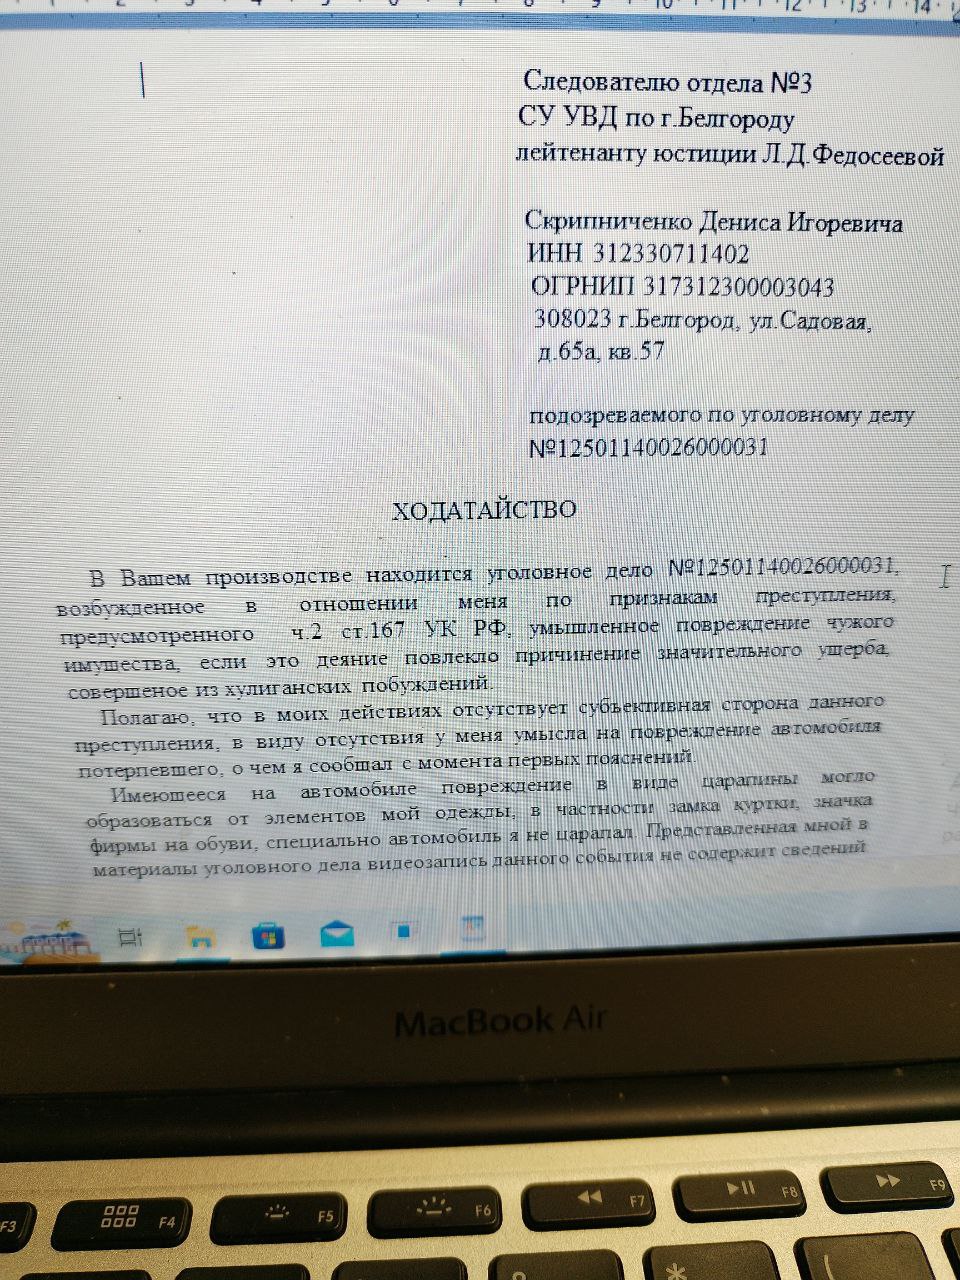 Следователю отдела №3
СУ УВД по г.Белгороду
лейтенанту юстиции Л.Д.Федосеевой
Скрипниченко Дениса Игоревича
ИНН 312330711402
ОГРНИП 317312300003043
308023 г.Белгород, ул.Садовая,
д.65а, кв.57
подозреваемого по уголовному делу
№12501140026000031
ХОДАТАЙСТВО
В Вашем производстве находится уголовное дело №12501140026000031,
возбужденное в отношении меня по признакам преступления,
предусмотренного ч.2 ст.167 УК РФ, умышленное повреждение чужого
имущества, если это деяние повлекло причинение значительного ущерба,
совершеное из хулиганских побуждений.
Полагаю, что в моих действиях отсутствует субъективная сторона данного
преступления, в виду отсутствия у меня умысла на повреждение автомобиля
потерпевшего, о чем я сообщал с момента первых пояснений.
Имеющееся на автомобиле повреждение в виде царапины могло
образоваться от элементов мой одежды, в частности замка куртки, значка
фирмы на обуви, специально автомобиль я не царапал. Представленная мной в
материалы уголовного дела видеозапись данного события не содержит сведений
MacBook Air
F3 F4 F5 F6 F7 F8 F9